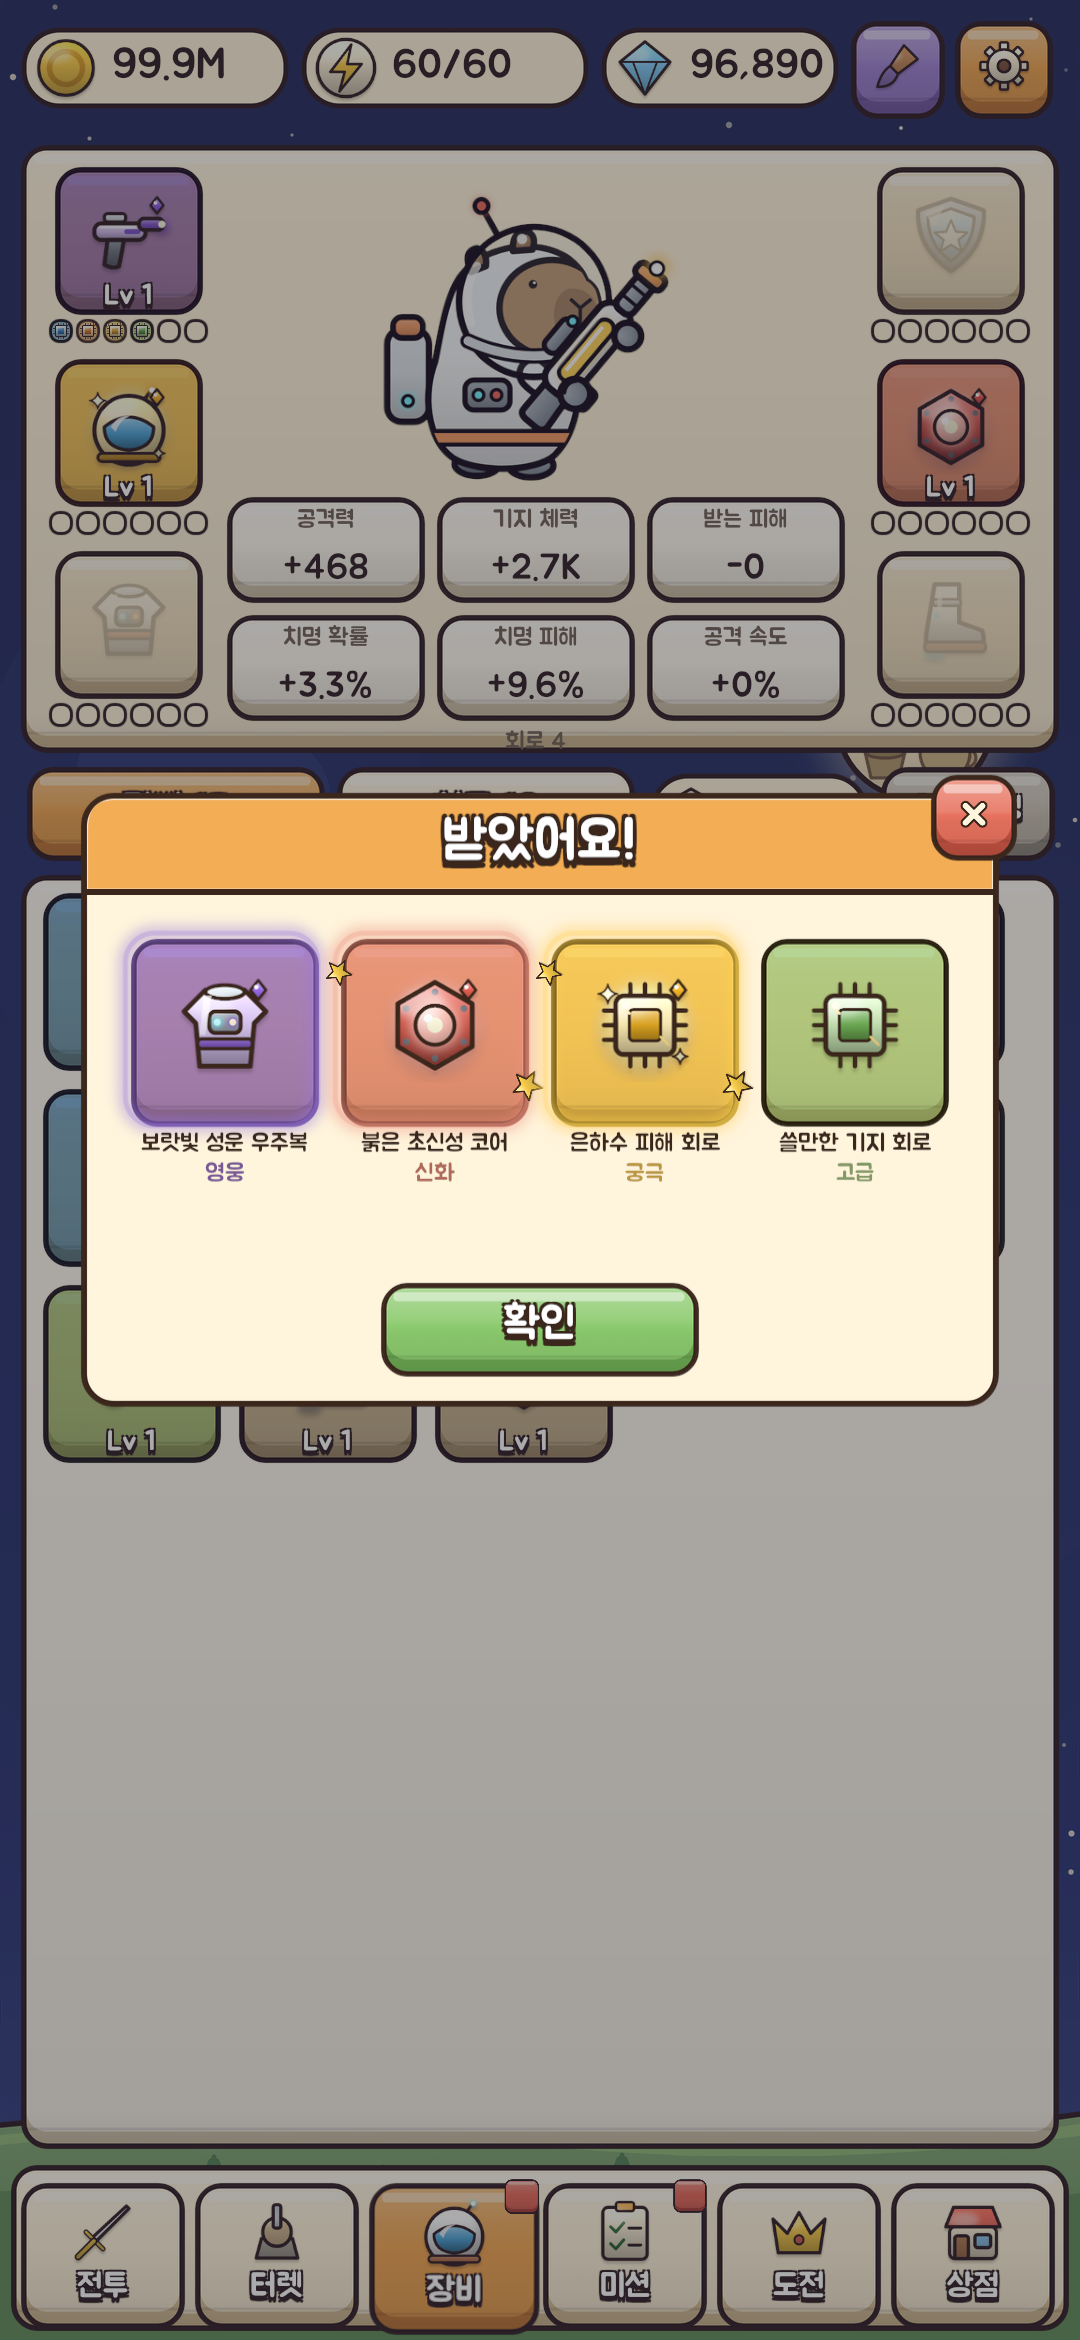 99.9M
60/60
96,890
Lv 1
Lv 1
Lv 1
공격력
기지 체력
받는 피해
+468
+2.7K
-0
치명 확률
치명 피해
공격 속도
+3.3%
+9.6%
+0%
회로 4
받았어요!
보랏빛 성운 우주복
붉은 초신성 코어
은하수 피해 회로
쓸만한 기지 회로
영웅
신화
궁극
고급
확인
Lv 1
Lv 1
Lv 1
전투
터렛
장비
미션
도전
상점